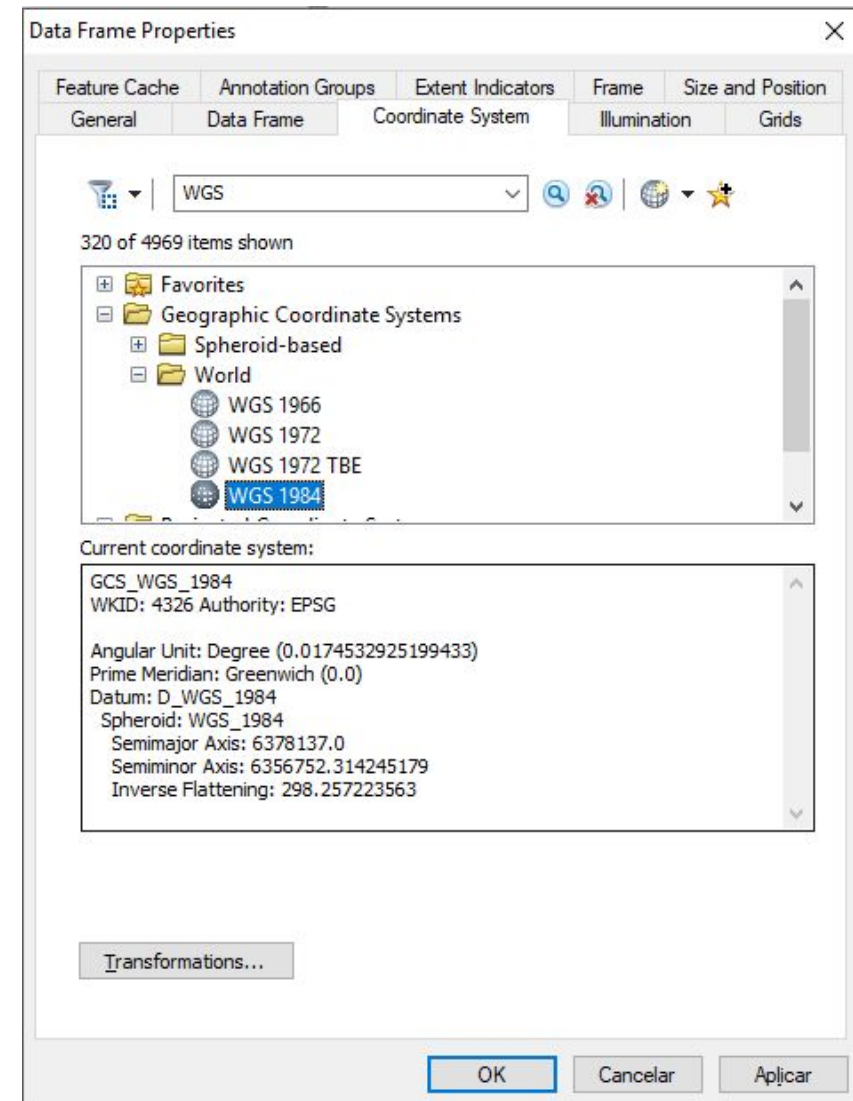 Data Frame Properties
Feature Cache Annotation Groups Extent Indicators Frame Size and Position
General Data Frame Coordinate System Illumination Grids
WGS
320 of 4969 items shown
Favorites
Geographic Coordinate Systems
Spheroid-based
World
WGS 1966
WGS 1972
WGS 1972 TBE
WGS 1984
Current coordinate system:
GCS_WGS_1984
WKID: 4326 Authority: EPSG
Angular Unit: Degree (0.0174532925199433)
Prime Meridian: Greenwich (0.0)
Datum: D_WGS_1984
Spheroid: WGS_1984
Semimajor Axis: 6378137.0
Semiminor Axis: 6356752.314245179
Inverse Flattening: 298.257223563
Transformations...
OK Cancelar Aplicar